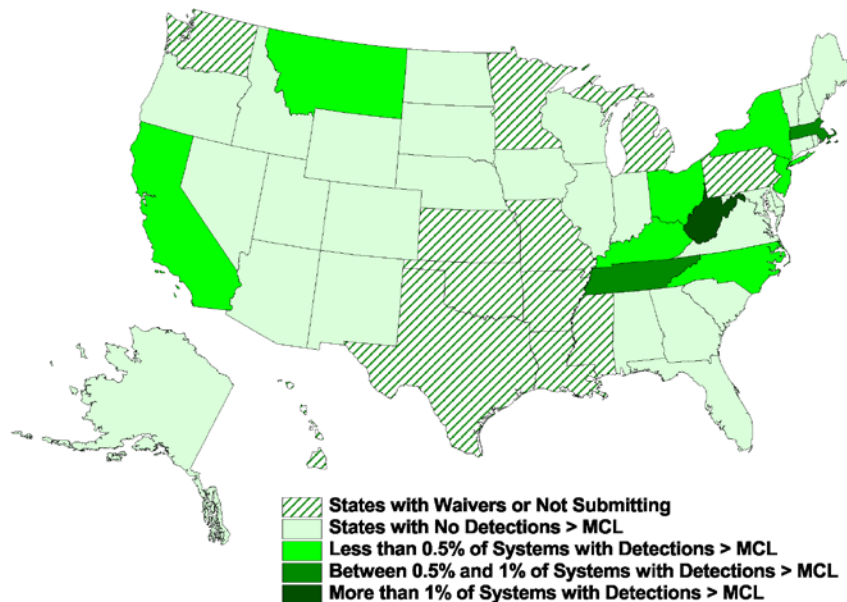 States with Waivers or Not Submitting
States with No Detections > MCL
Less than 0.5% of Systems with Detections > MCL
Between 0.5% and 1% of Systems with Detections > MCL
More than 1% of Systems with Detections > MCL